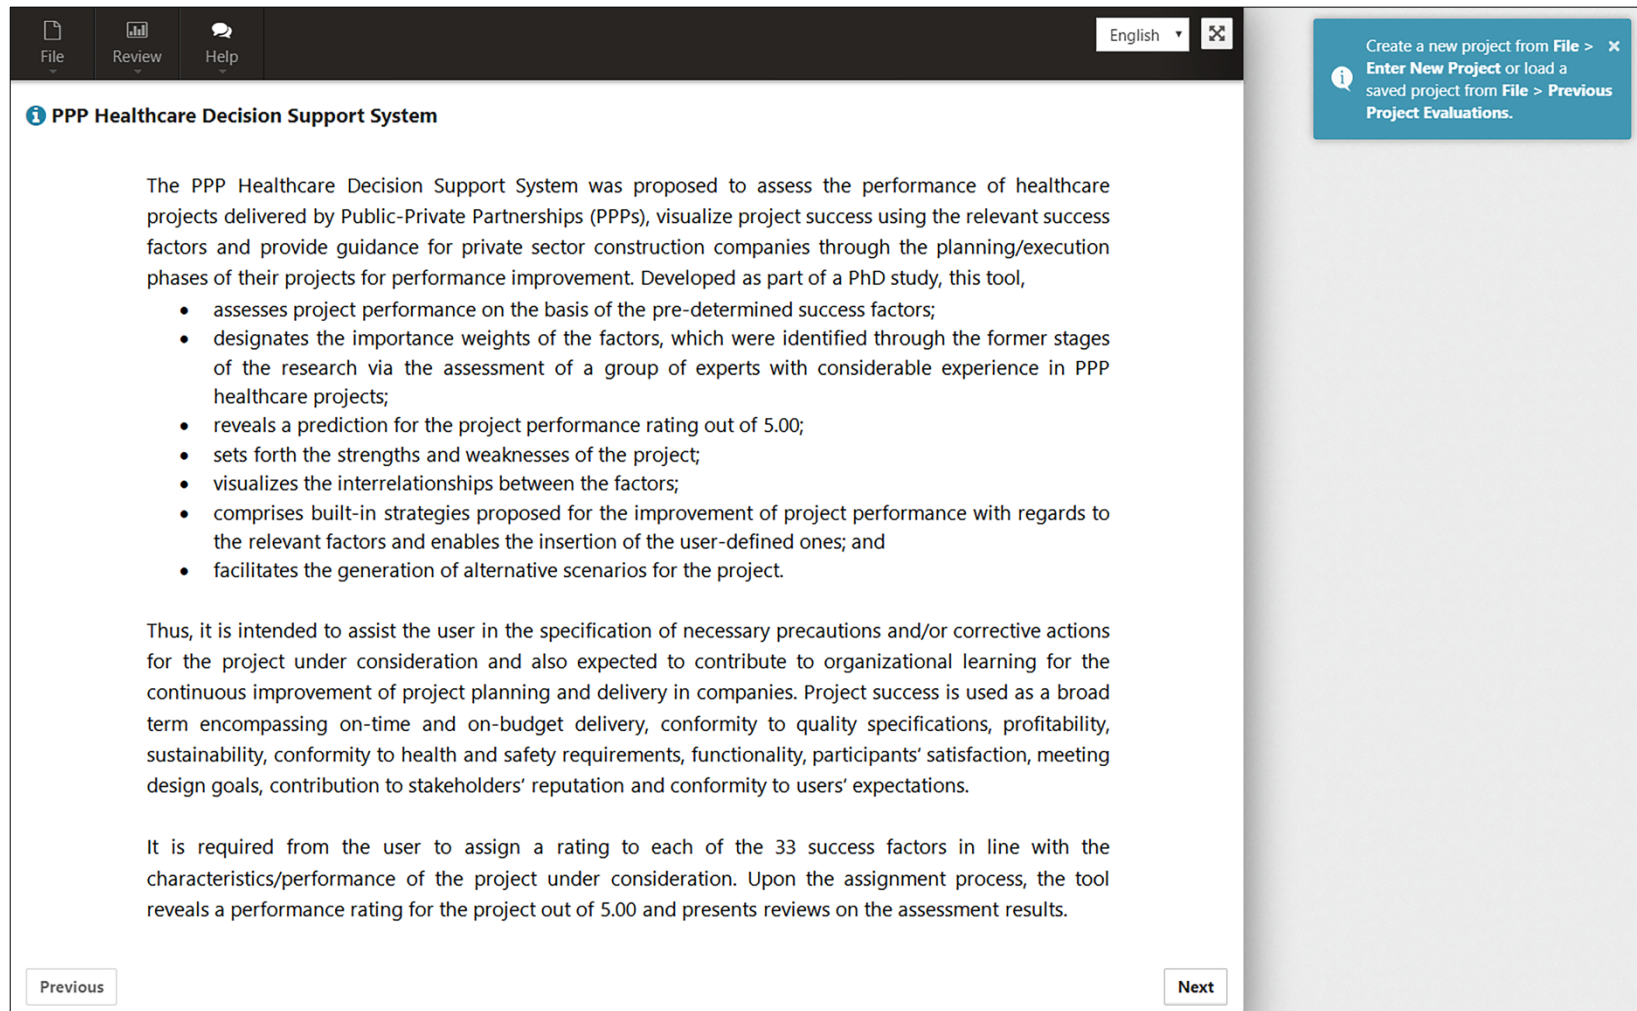 File
Review
Help
English
Create a new project from File >
Enter New Project or load a
saved project from File > Previous
Project Evaluations.
PPP Healthcare Decision Support System
The PPP Healthcare Decision Support System was proposed to assess the performance of healthcare
projects delivered by Public-Private Partnerships (PPPs), visualize project success using the relevant success
factors and provide guidance for private sector construction companies through the planning/execution
phases of their projects for performance improvement. Developed as part of a PhD study, this tool,
• assesses project performance on the basis of the pre-determined success factors;
• designates the importance weights of the factors, which were identified through the former stages
of the research via the assessment of a group of experts with considerable experience in PPP
healthcare projects;
• reveals a prediction for the project performance rating out of 5.00;
• sets forth the strengths and weaknesses of the project;
• visualizes the interrelationships between the factors;
• comprises built-in strategies proposed for the improvement of project performance with regards to
the relevant factors and enables the insertion of the user-defined ones; and
• facilitates the generation of alternative scenarios for the project.
Thus, it is intended to assist the user in the specification of necessary precautions and/or corrective actions
for the project under consideration and also expected to contribute to organizational learning for the
continuous improvement of project planning and delivery in companies. Project success is used as a broad
term encompassing on-time and on-budget delivery, conformity to quality specifications, profitability,
sustainability, conformity to health and safety requirements, functionality, participants' satisfaction, meeting
design goals, contribution to stakeholders' reputation and conformity to users' expectations.
It is required from the user to assign a rating to each of the 33 success factors in line with the
characteristics/performance of the project under consideration. Upon the assignment process, the tool
reveals a performance rating for the project out of 5.00 and presents reviews on the assessment results.
Previous
Next